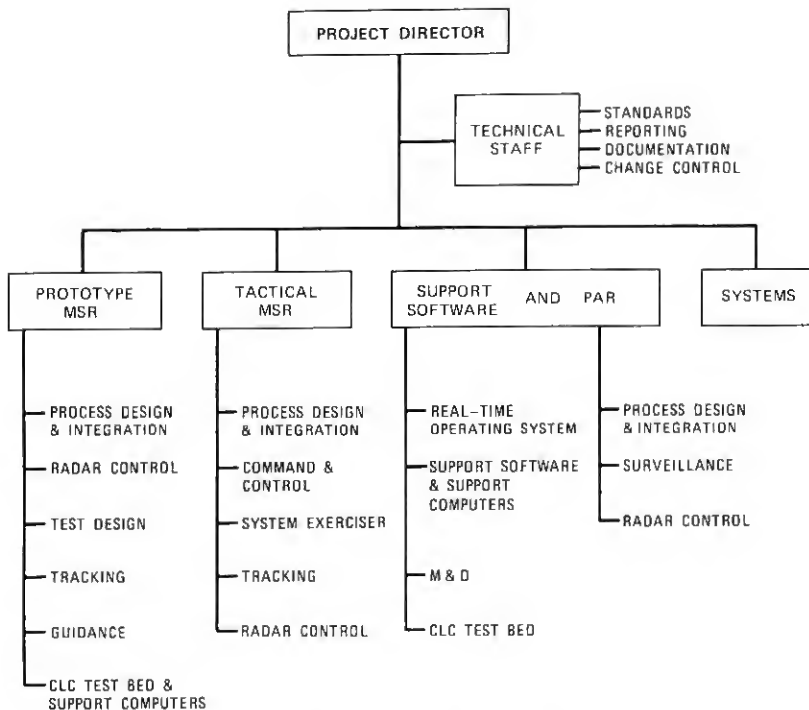 PROJECT DIRECTOR
TECHNICAL
STAFF
STANDARDS
REPORTING
DOCUMENTATION
CHANGE CONTROL
PROTOTYPE
MSR
TACTICAL
MSR
SUPPORT AND PAR
SOFTWARE
SYSTEMS
PROCESS DESIGN
& INTEGRATION
RADAR CONTROL
TEST DESIGN
TRACKING
GUIDANCE
CLC TEST BED &
SUPPORT COMPUTERS
PROCESS DESIGN
& INTEGRATION
COMMAND &
CONTROL
SYSTEM EXERCISER
TRACKING
RADAR CONTROL
REAL-TIME
OPERATING SYSTEM
SUPPORT SOFTWARE
& SUPPORT
COMPUTERS
M & D
CLC TEST BED
PROCESS DESIGN
& INTEGRATION
SURVEILLANCE
RADAR CONTROL